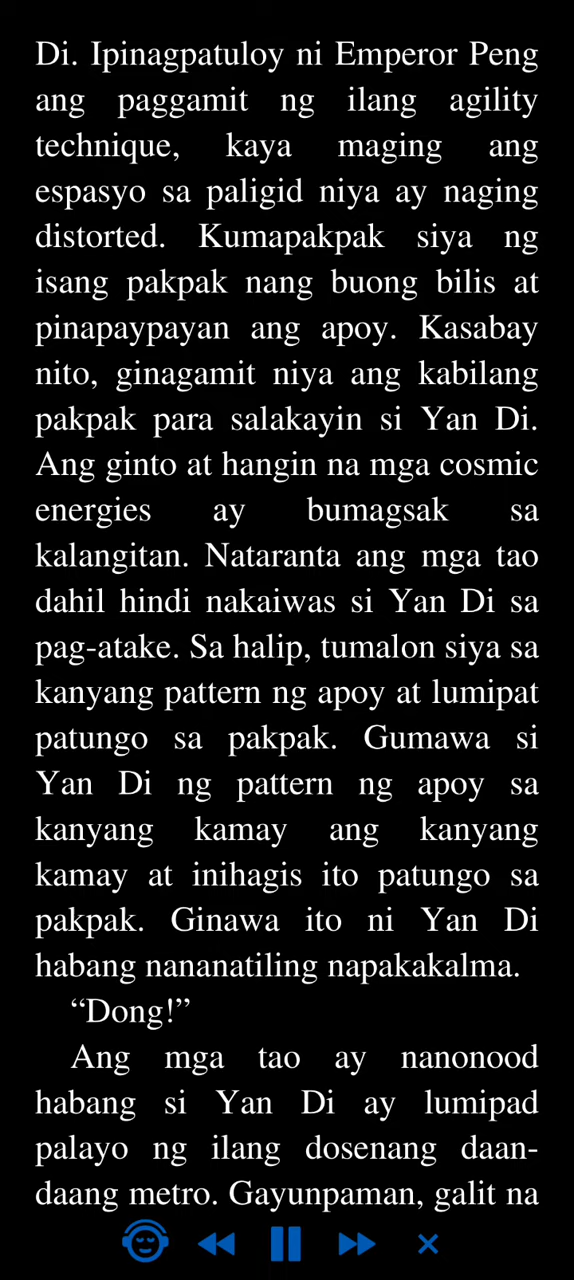 Di. Ipinagpatuloy ni Emperor Peng
ang paggamit ng ilang agility
technique, kaya maging ang
espasyo sa paligid niya ay naging
distorted. Kumapakpak siya ng
isang pakpak nang buong bilis at
pinapaypayan ang apoy. Kasabay
nito, ginagamit niya ang kabilang
pakpak para salakayin si Yan Di.
Ang ginto at hangin na mga cosmic
energies ay bumagsak sa
kalangitan. Nataranta ang mga tao
dahil hindi nakaiwas si Yan Di sa
pag-atake. Sa halip, tumalon siya sa
kanyang pattern ng apoy at lumipat
patungo sa pakpak. Gumawa si
Yan Di ng pattern ng apoy sa
kanyang kamay ang kanyang
kamay at inihagis ito patungo sa
pakpak. Ginawa ito ni Yan Di
habang nananatiling napakakalma.
“Dong!”
Ang mga tao ay nanonood
habang si Yan Di ay lumipad
palayo ng ilang dosenang daan-
daang metro. Gayunpaman, galit na